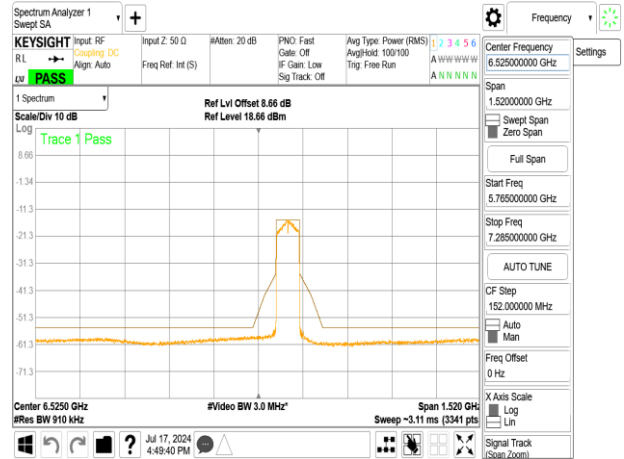 Spectrum Analyzer 1
Swept SA
Frequency
KEYSIGHT
Input: RF
Coupling: DC
Align: Auto
Input Z: 50 Ω
Freq Ref: Int (S)
#Atten: 20 dB
PNO: Fast
Gate: Off
IF Gain: Low
Sig Track: Off
Avg Type: Power (RMS)
Avg|Hold: 100/100
Trig: Free Run
1 2 3 4 5 6
A W W W W W
A N N N N N
RL
LXI PASS
Center Frequency
6.525000000 GHz
Settings
Span
1.52000000 GHz
Swept Span
Zero Span
Full Span
Start Freq
5.765000000 GHz
Stop Freq
7.285000000 GHz
AUTO TUNE
CF Step
152.000000 MHz
Auto
Man
Freq Offset
0 Hz
X Axis Scale
Log
Lin
Signal Track
(Span Zoom)
1 Spectrum
Scale/Div 10 dB
Ref Lvl Offset 8.66 dB
Ref Level 18.66 dBm
Log
Trace 1 Pass
8.66
-1.34
-11.3
-21.3
-31.3
-41.3
-51.3
-61.3
-71.3
Center 6.5250 GHz
#Res BW 910 kHz
#Video BW 3.0 MHz*
Span 1.520 GHz
Sweep ~3.11 ms (3341 pts
Jul 17, 2024
4:49:40 PM